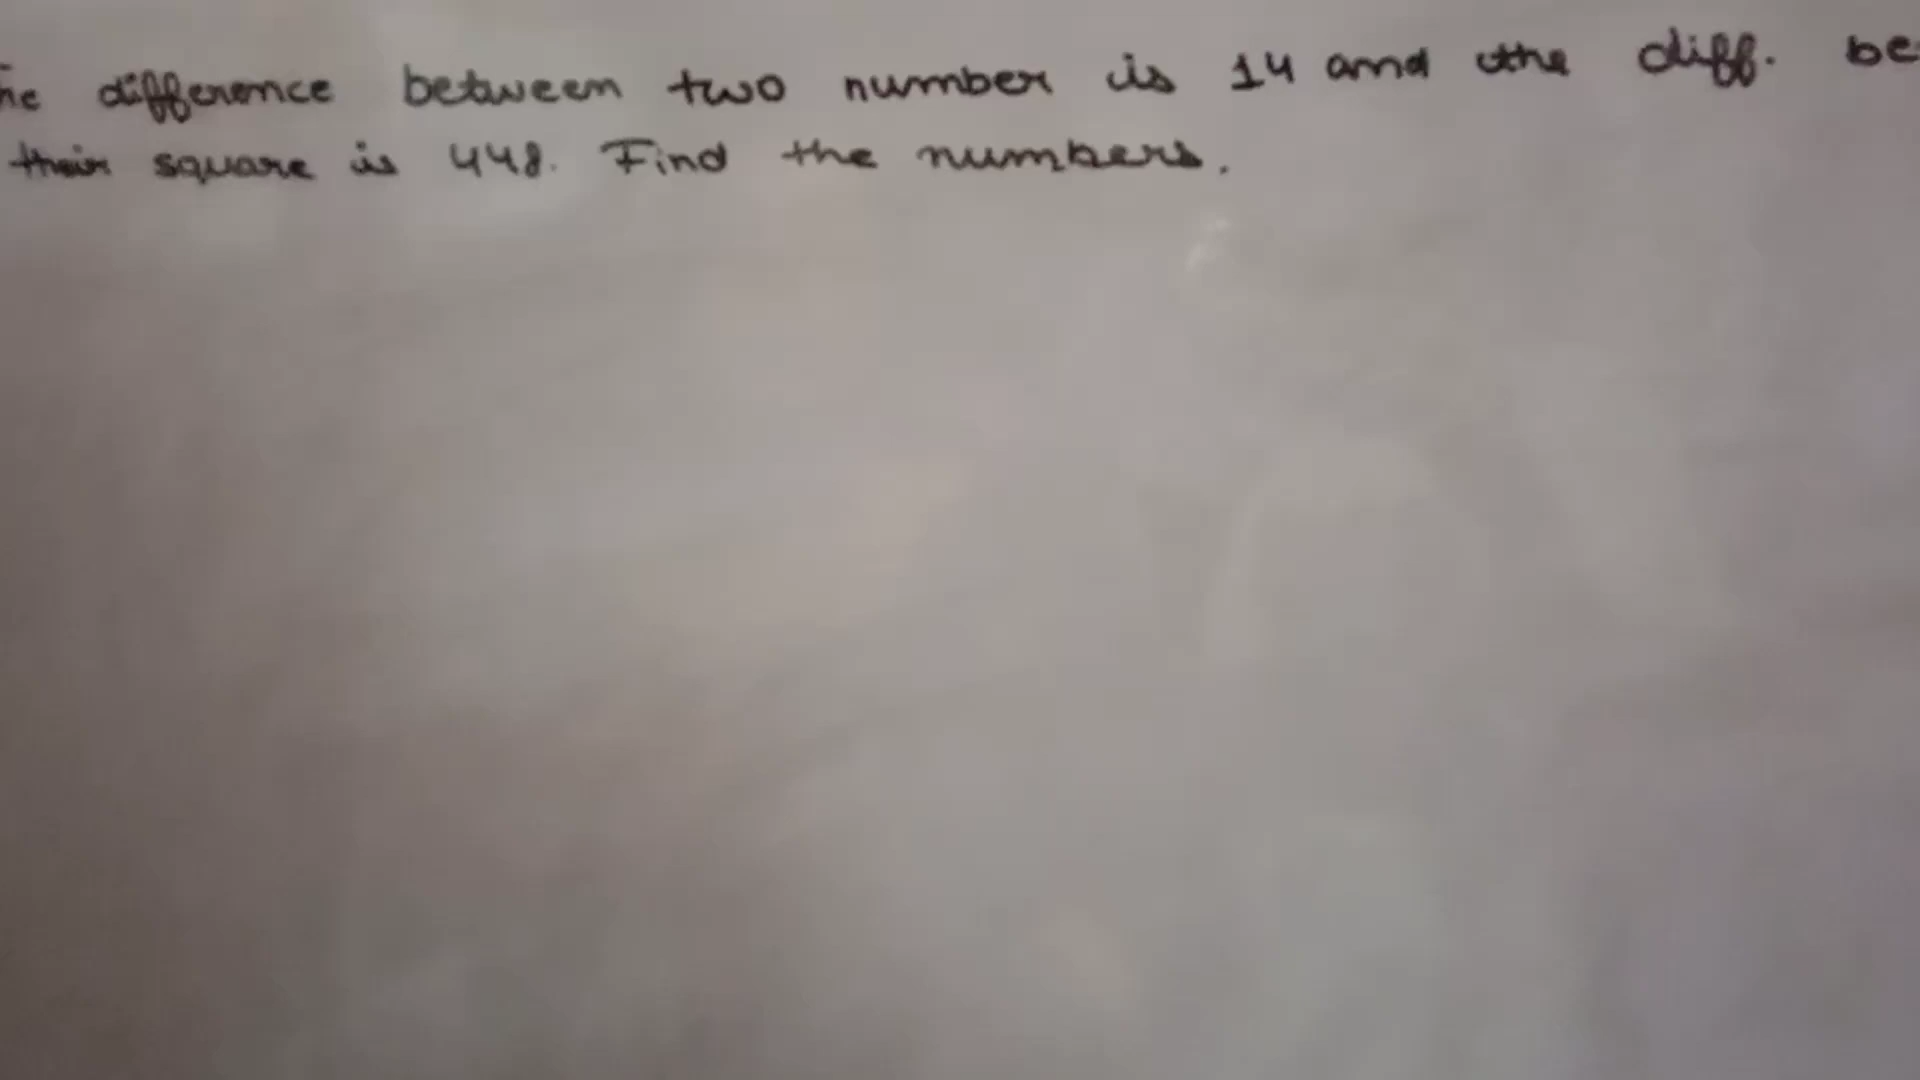 he difference between two number is 14 and the diff. be
their square is 448. Find the numbers.